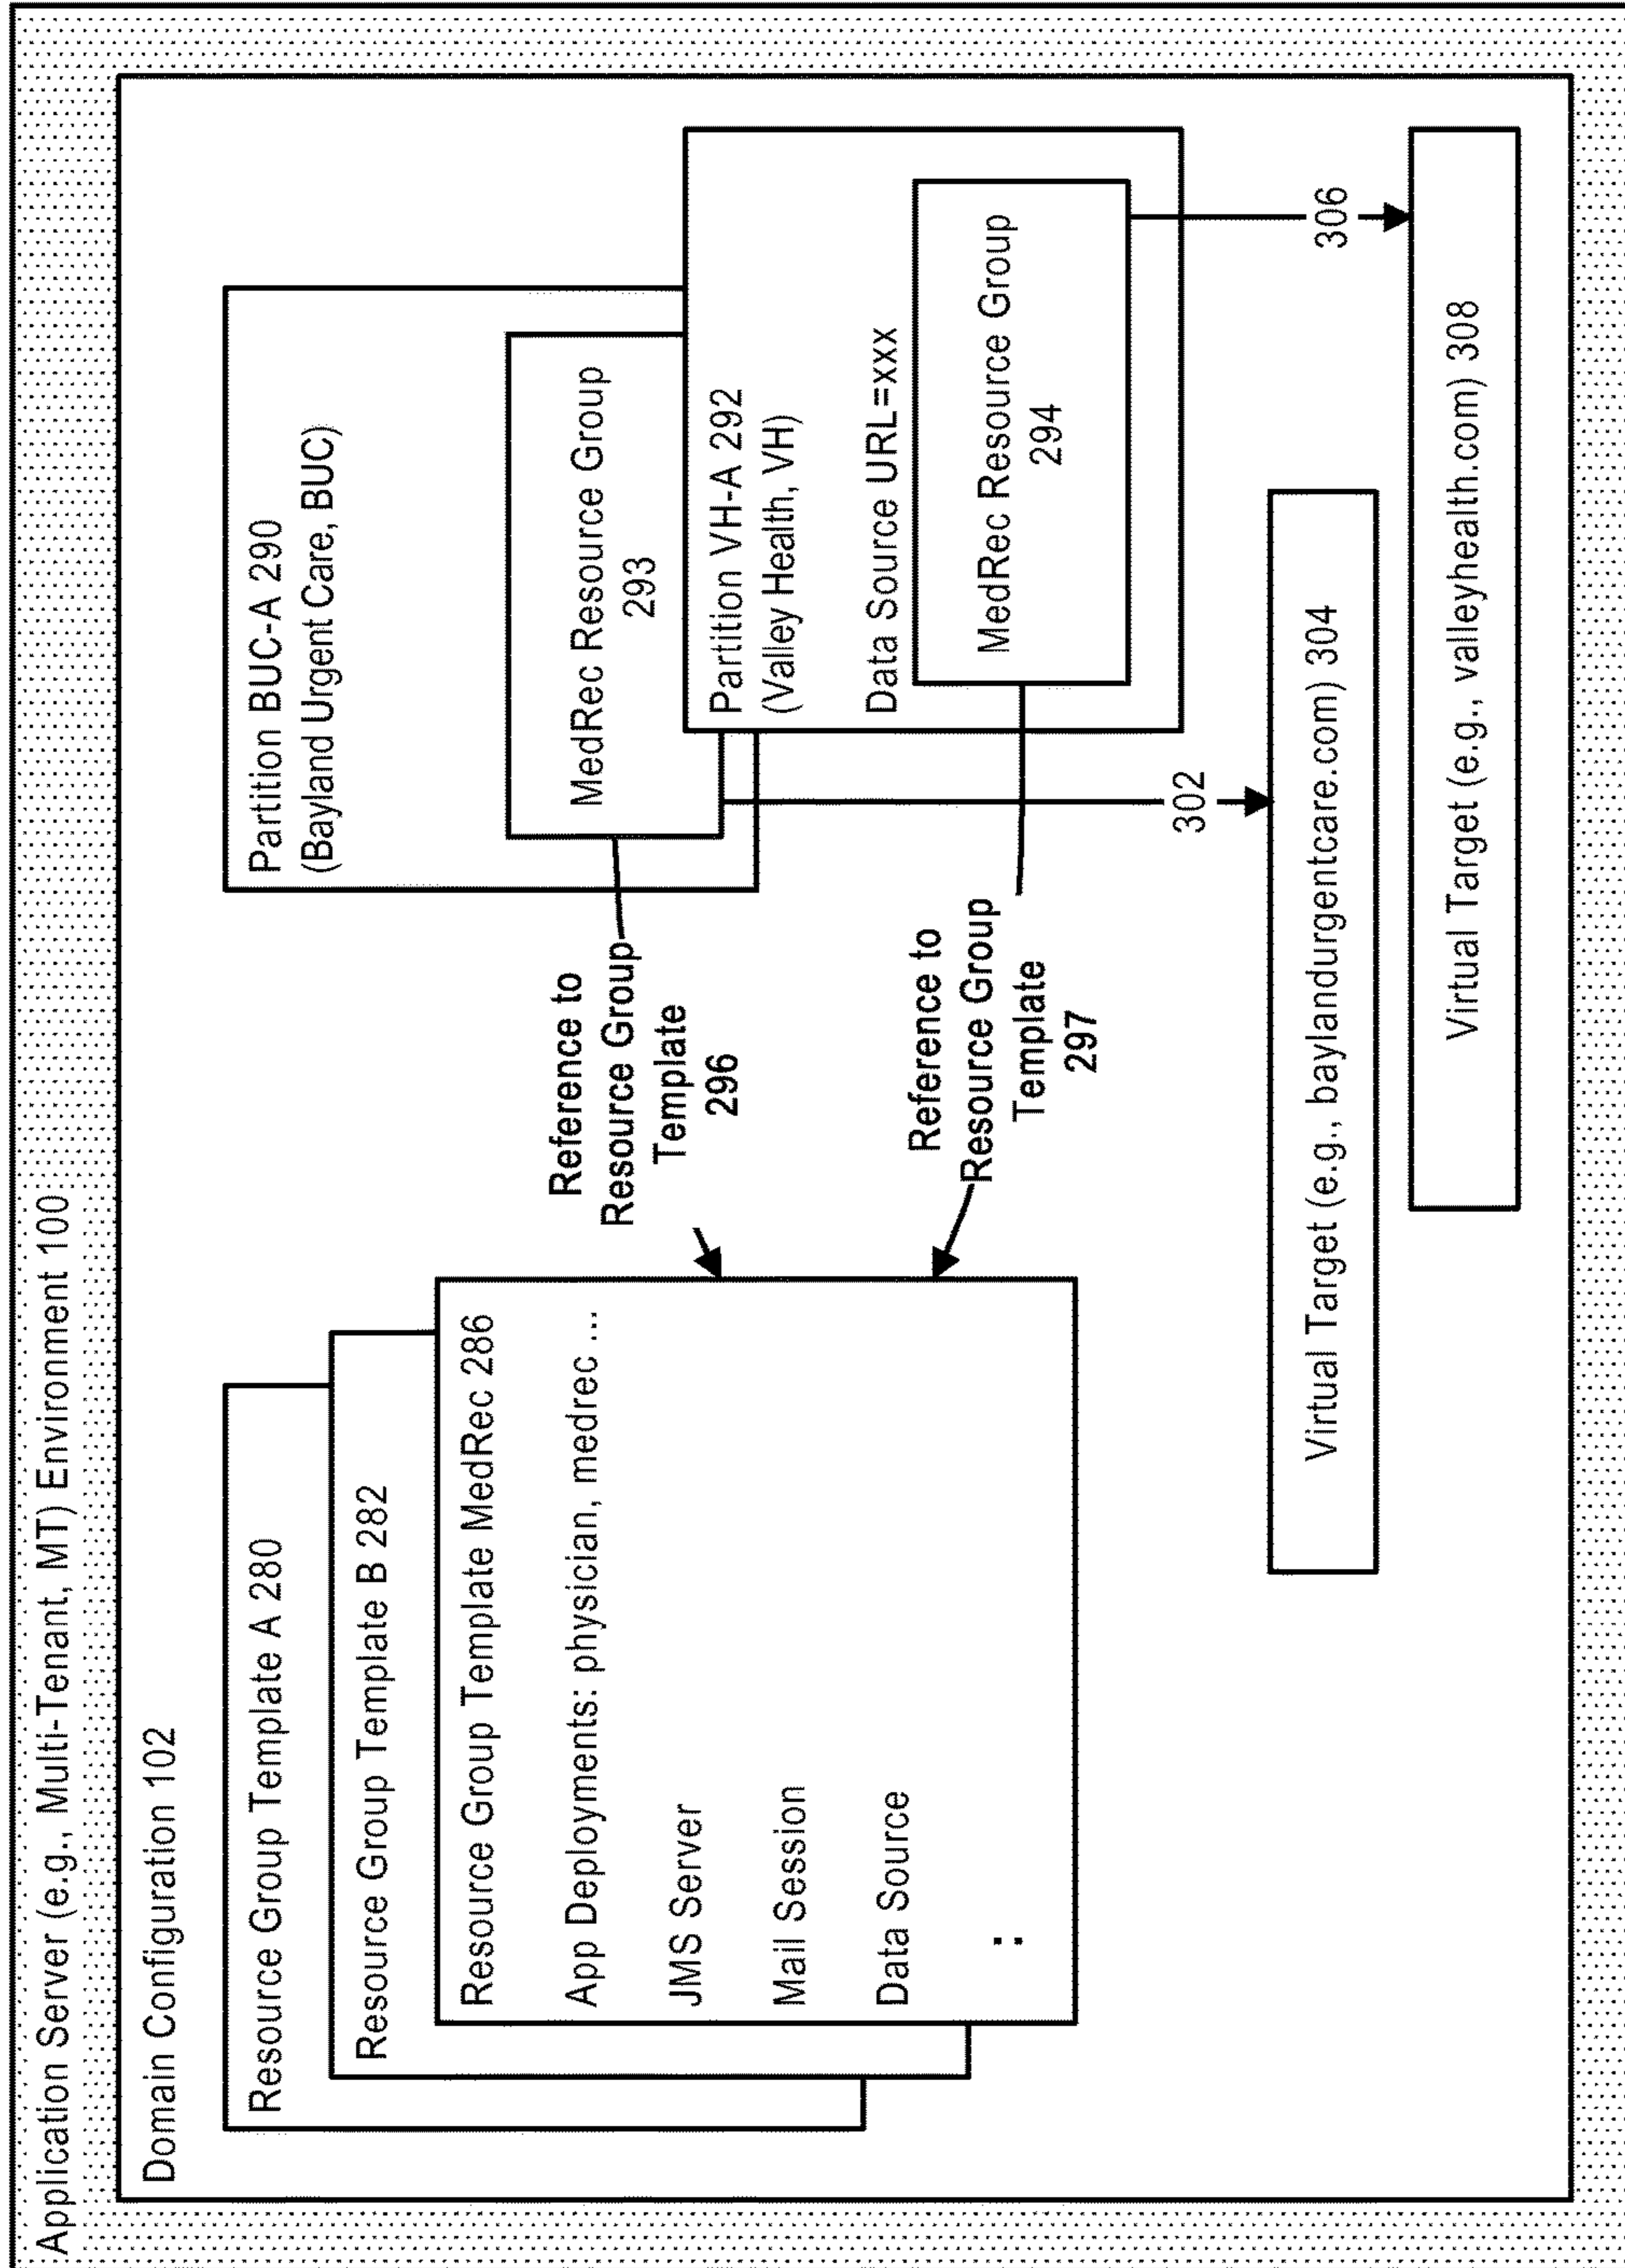 Application Server (e.g., Multi-Tenant, MT) Environment 100
Domain Configuration 102
Resource Group Template A 280
Resource Group Template B 282
Resource Group Template MedRec 286
App Deployments: physician, medrec ...
JMS Server
Mail Session
Data Source
:
Reference to
Resource Group
Template
296
Reference to
Resource Group
Template
297
Partition BUC-A 290
(Bayland Urgent Care, BUC)
MedRec Resource Group
293
Partition VH-A 292
(Valley Health, VH)
Data Source URL=xxx
MedRec Resource Group
294
302
306
Virtual Target (e.g., baylandurgentcare.com) 304
Virtual Target (e.g., valleyhealth.com) 308